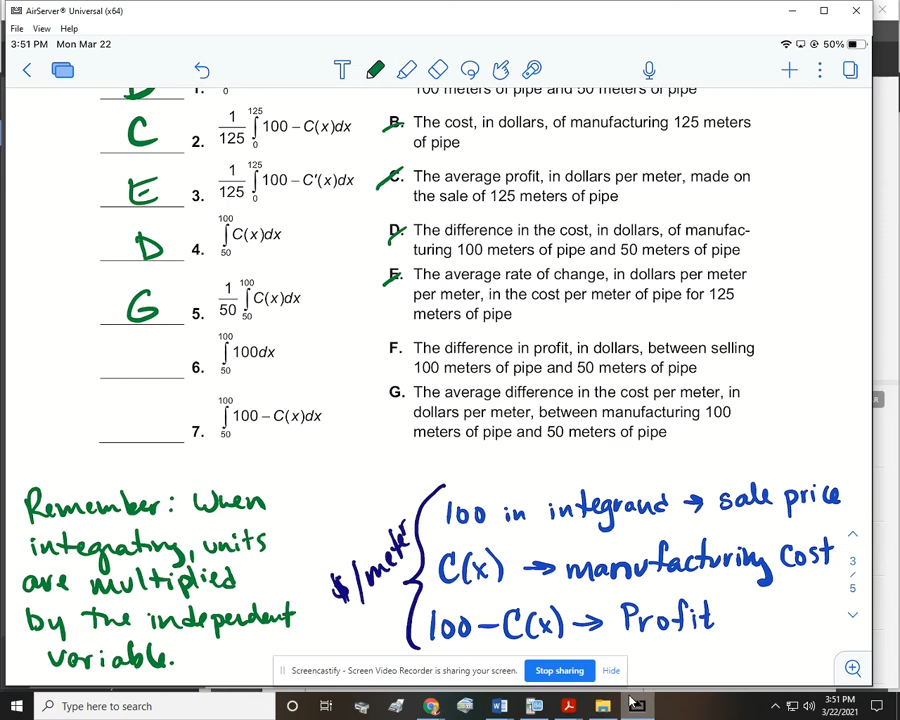 AirServer® Universal (x64)
File View Help
3:51 PM Mon Mar 22
50%
1. 0
100 meters of pipe and 50 meters of pipe
C 2. 1/125 ∫₀¹²⁵ 100 – C(x)dx
B. The cost, in dollars, of manufacturing 125 meters
of pipe
E 3. 1/125 ∫₀¹²⁵ 100 – C′(x)dx
C. The average profit, in dollars per meter, made on
the sale of 125 meters of pipe
D 4. ∫₅₀¹⁰⁰ C(x)dx
D. The difference in the cost, in dollars, of manufac-
turing 100 meters of pipe and 50 meters of pipe
G 5. 1/50 ∫₅₀¹⁰⁰ C(x)dx
E. The average rate of change, in dollars per meter
per meter, in the cost per meter of pipe for 125
meters of pipe
6. ∫₅₀¹⁰⁰ 100dx
F. The difference in profit, in dollars, between selling
100 meters of pipe and 50 meters of pipe
7. ∫₅₀¹⁰⁰ 100 – C(x)dx
G. The average difference in the cost per meter, in
dollars per meter, between manufacturing 100
meters of pipe and 50 meters of pipe
Remember: When
integrating, units
are multiplied
by the independent
variable.
$/meter
100 in integrand → sale price
C(x) → manufacturing cost
100 – C(x) → Profit
3
/
5
Screencastify - Screen Video Recorder is sharing your screen. Stop sharing Hide
Type here to search
3:51 PM
3/22/2021